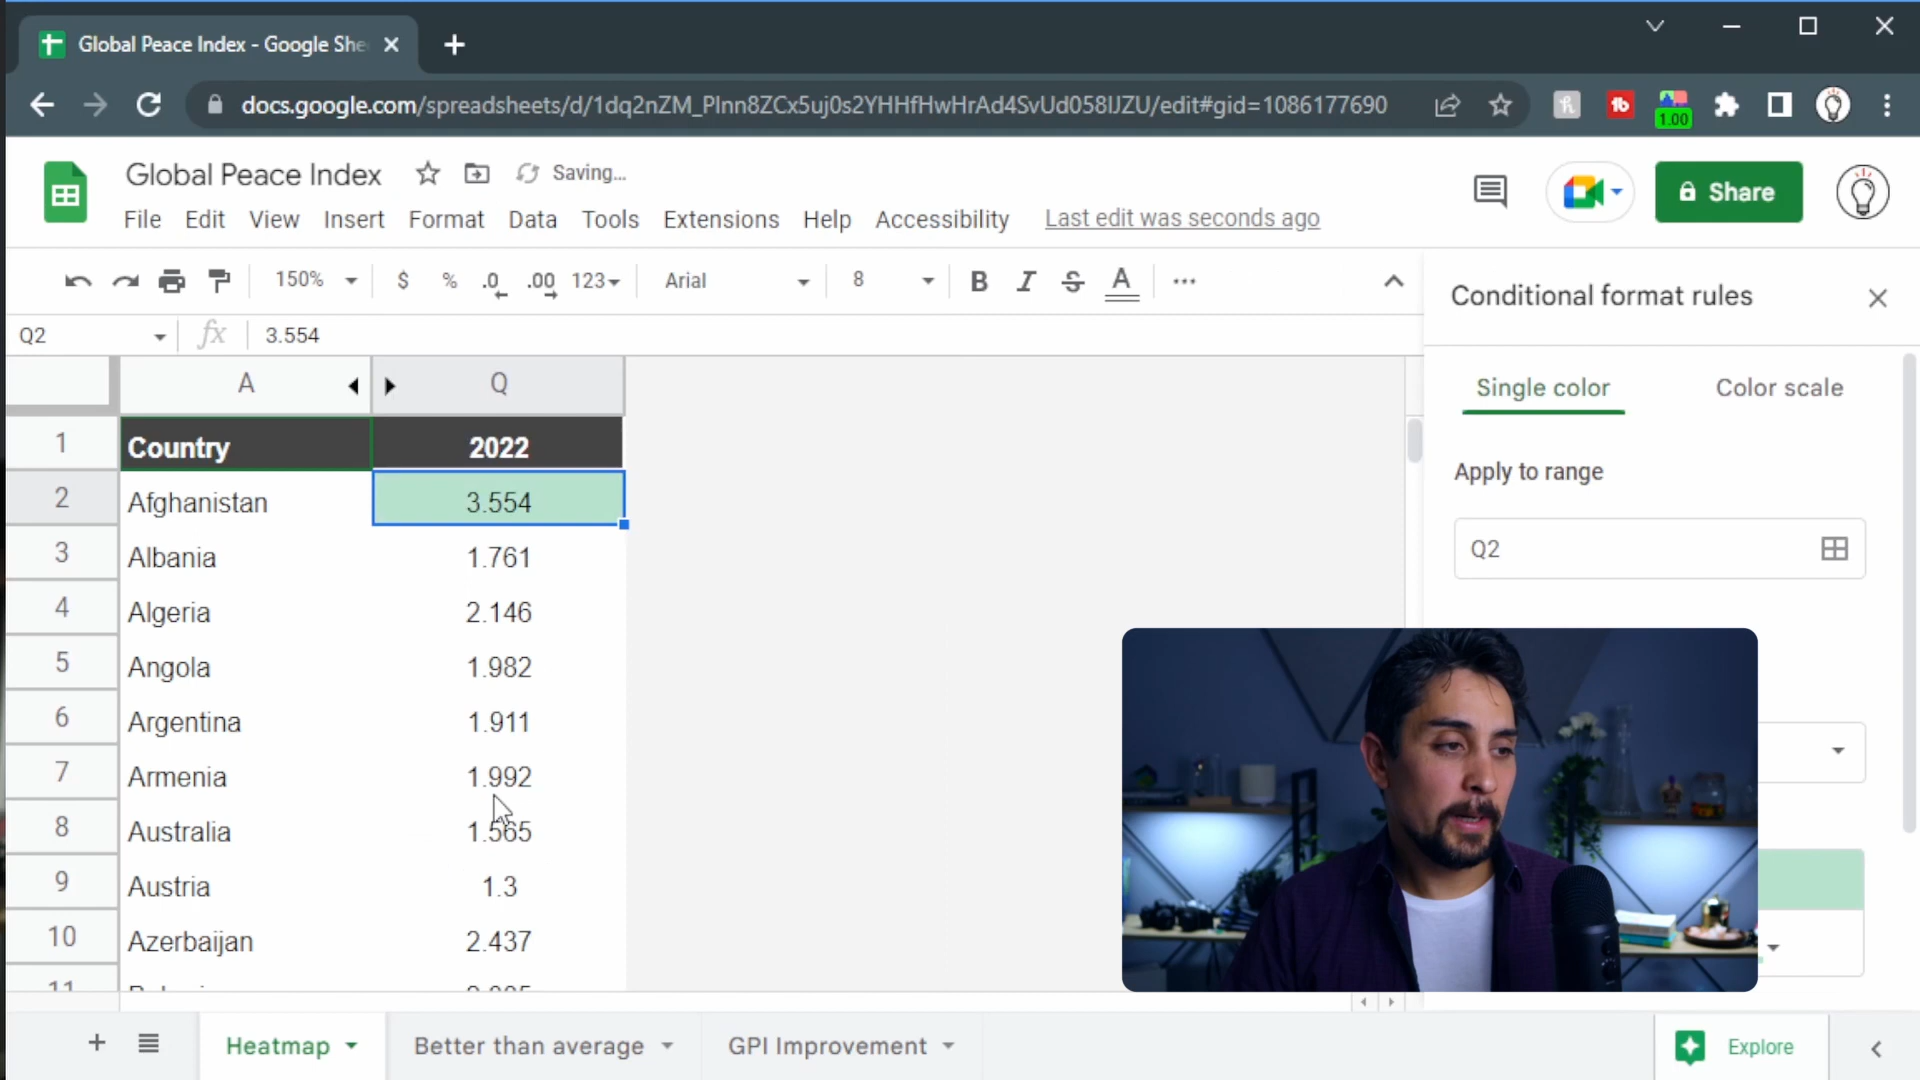 Global Peace Index - Google She
docs.google.com/spreadsheets/d/1dq2nZM_PInn8ZCx5uj0s2YHHfHwHrAd4SvUd058IJZU/edit#gid=1086177690
1.00
Global Peace Index Saving...
File Edit View Insert Format Data Tools Extensions Help Accessibility Last edit was seconds ago
Share
150% $ % .0 .00 123 Arial 8 B I S A ...
Conditional format rules
Q2 fx 3.554
A Q
Single color Color scale
1 Country 2022
Apply to range
2 Afghanistan 3.554
Q2
3 Albania 1.761
4 Algeria 2.146
5 Angola 1.982
6 Argentina 1.911
7 Armenia 1.992
8 Australia 1.565
9 Austria 1.3
10 Azerbaijan 2.437
11
+ Heatmap Better than average GPI Improvement
Explore